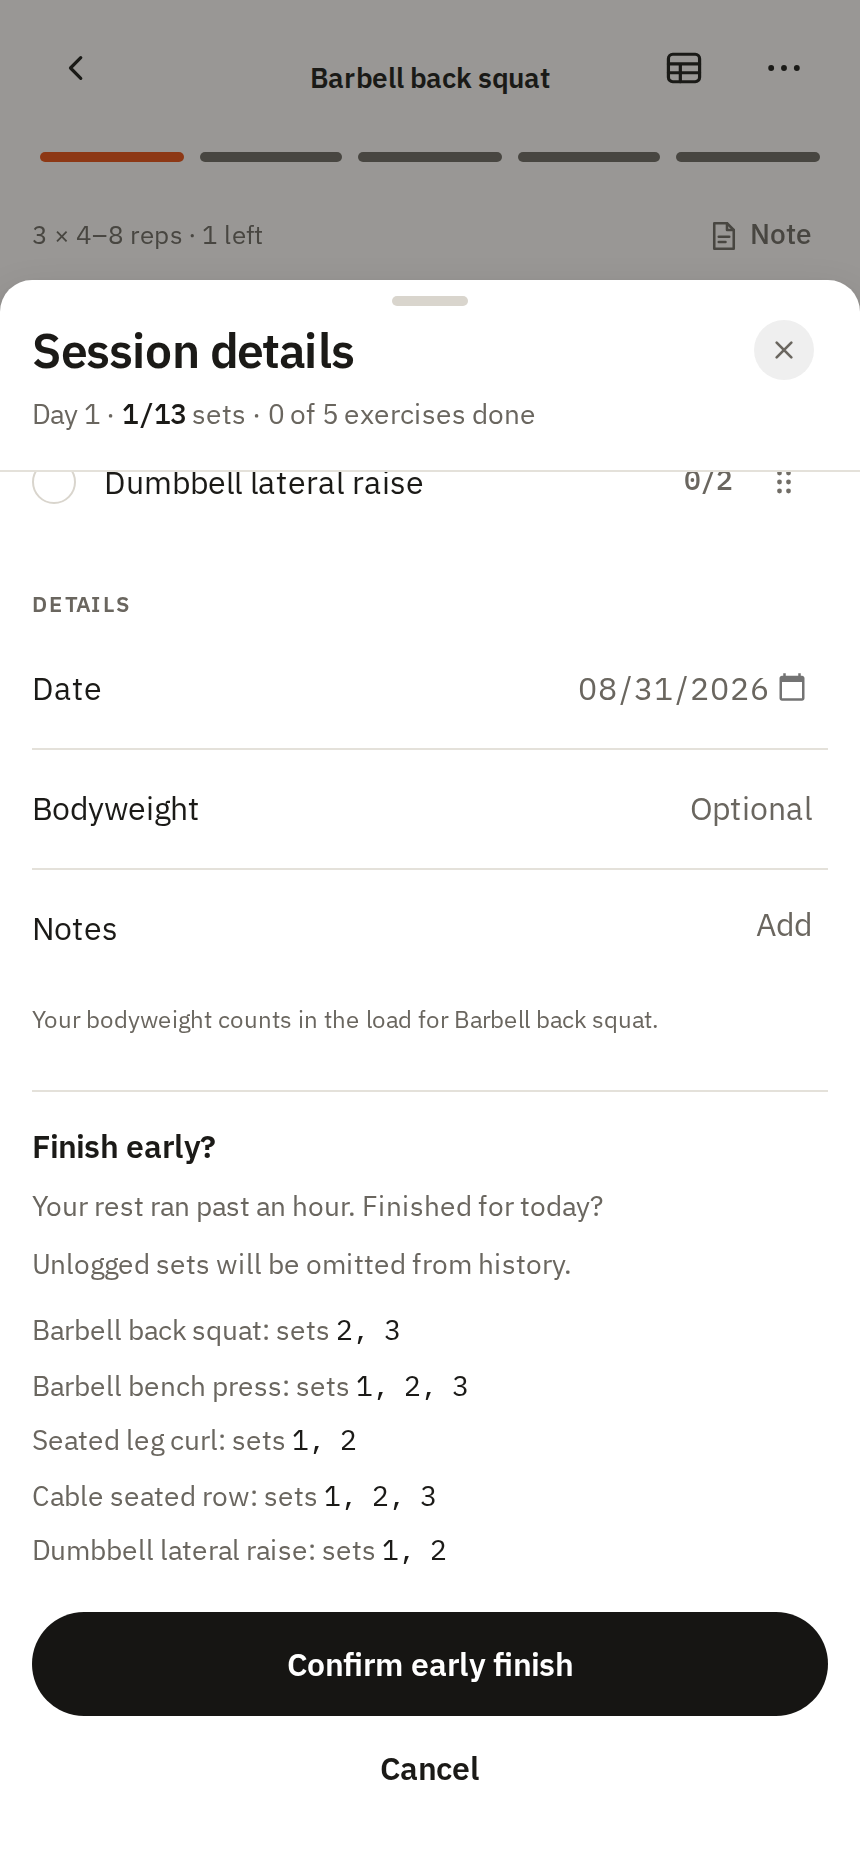 Barbell back squat
3 × 4–8 reps · 1 left
Note
Session details
Day 1 · 1/13 sets · 0 of 5 exercises done
Dumbbell lateral raise 0/2
DETAILS
Date 08/31/2026
Bodyweight Optional
Notes Add
Your bodyweight counts in the load for Barbell back squat.
Finish early?
Your rest ran past an hour. Finished for today?
Unlogged sets will be omitted from history.
Barbell back squat: sets 2, 3
Barbell bench press: sets 1, 2, 3
Seated leg curl: sets 1, 2
Cable seated row: sets 1, 2, 3
Dumbbell lateral raise: sets 1, 2
Confirm early finish
Cancel